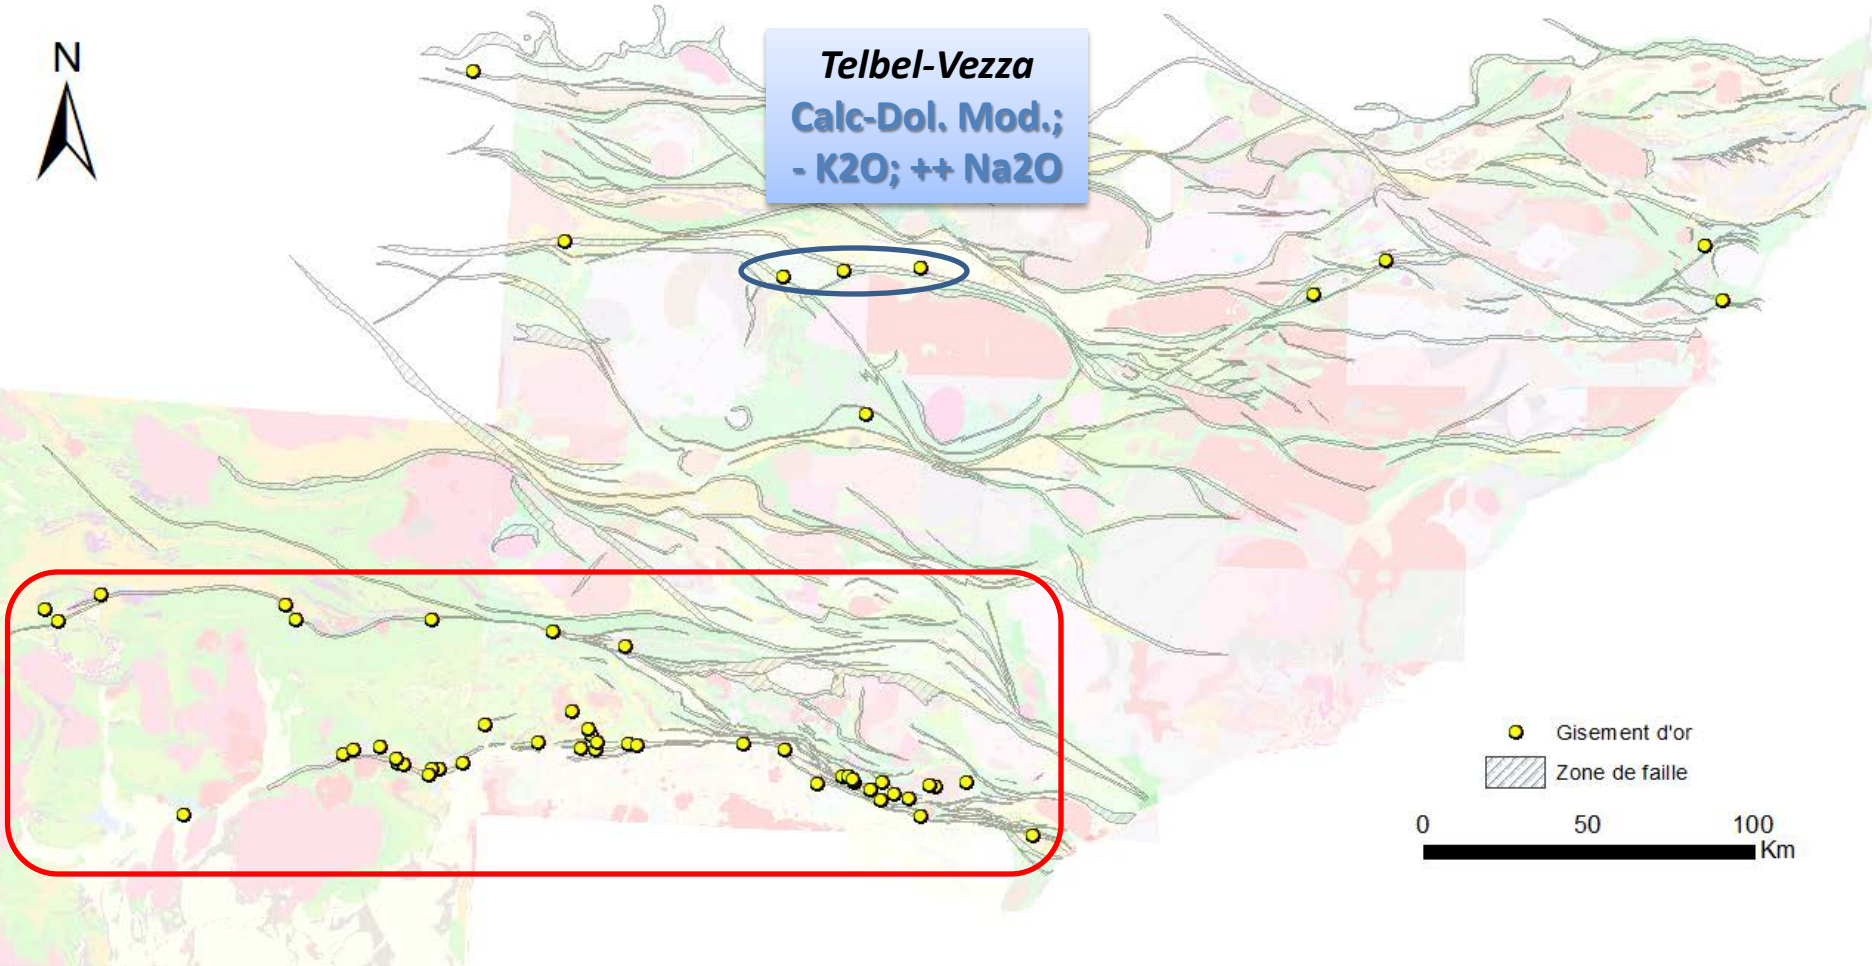 N
Telbel-Vezza
Calc-Dol. Mod.;
- K2O; ++ Na2O
Gisement d'or
Zone de faille
0 50 100
Km